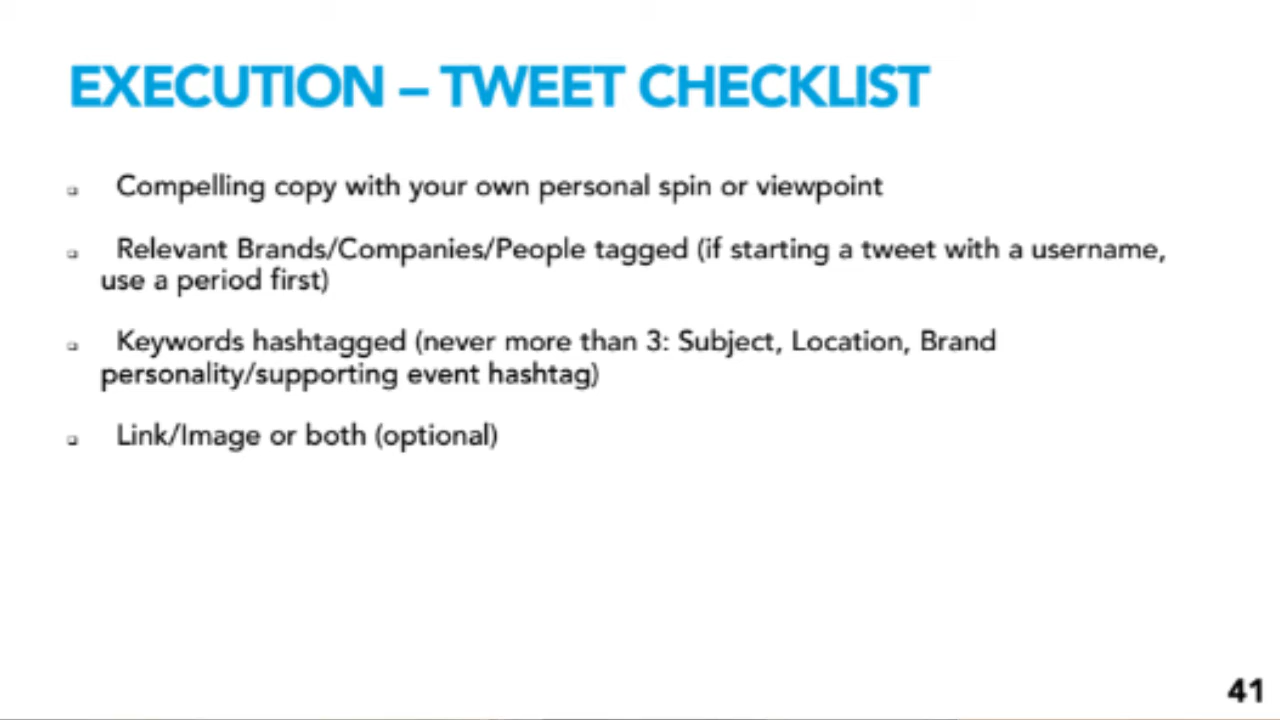 EXECUTION – TWEET CHECKLIST
Compelling copy with your own personal spin or viewpoint
Relevant Brands/Companies/People tagged (if starting a tweet with a username,
use a period first)
Keywords hashtagged (never more than 3: Subject, Location, Brand
personality/supporting event hashtag)
Link/Image or both (optional)
41